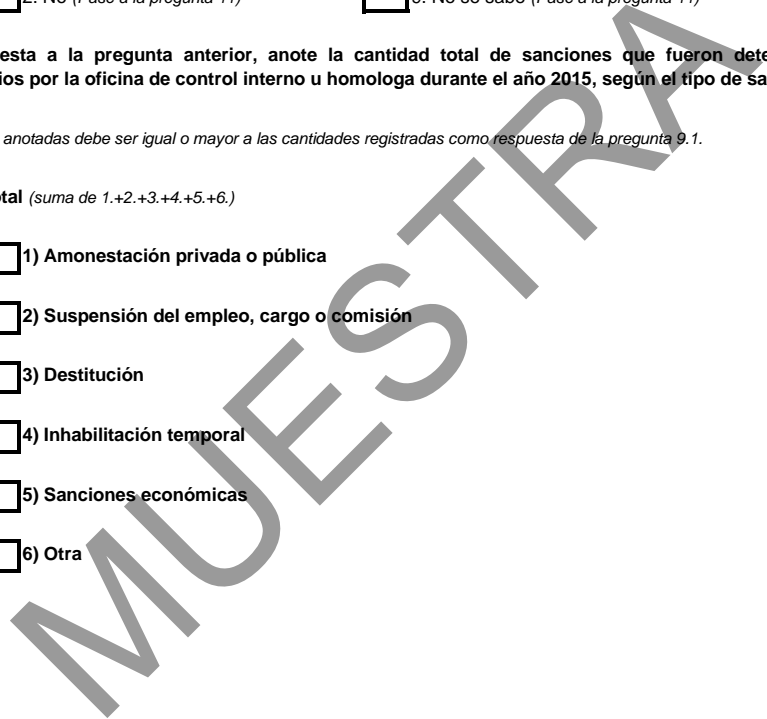 2. No (Pase a la pregunta 11) No se sabe (Pase a la pregunta 11)
esta a la pregunta anterior, anote la cantidad total de sanciones que fueron dete
ios por la oficina de control interno u homologa durante el año 2015, según el tipo de sa
anotadas debe ser igual o mayor a las cantidades registradas como respuesta de la pregunta 9.1.
tal (suma de 1.+2.+3.+4.+5.+6.)
1) Amonestación privada o pública
2) Suspensión del empleo, cargo o comisión
3) Destitución
4) Inhabilitación temporal
5) Sanciones económicas
6) Otra
MUESTRA